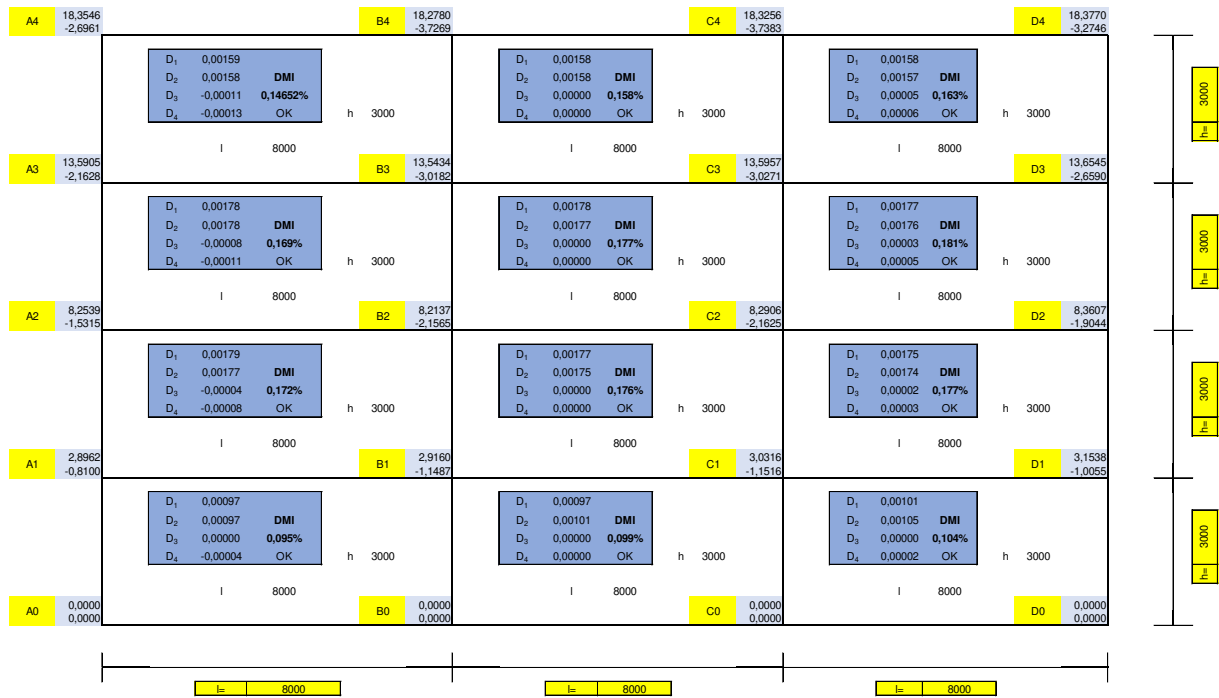 A4 18,3546 B4 18,2780 C4 18,3256 D4 18,3770
-2,6961 -3,7269 -3,7383 -3,2746
D1 0,00159 D1 0,00158 D1 0,00158
D2 0,00158 DMI D2 0,00158 DMI D2 0,00157 DMI
D3 -0,00011 0,14652% D3 0,00000 0,158% D3 0,00005 0,163%
D4 -0,00013 OK h 3000 D4 0,00000 OK h 3000 D4 0,00006 OK h 3000
h= 3000
l 8000 l 8000 l 8000
A3 13,5905 B3 13,5434 C3 13,5957 D3 13,6545
-2,1628 -3,0182 -3,0271 -2,6590
D1 0,00178 D1 0,00178 D1 0,00177
D2 0,00178 DMI D2 0,00177 DMI D2 0,00176 DMI
D3 -0,00008 0,169% D3 0,00000 0,177% D3 0,00003 0,181%
D4 -0,00011 OK h 3000 D4 0,00000 OK h 3000 D4 0,00005 OK h 3000
h= 3000
l 8000 l 8000 l 8000
A2 8,2539 B2 8,2137 C2 8,2906 D2 8,3607
-1,5315 -2,1565 -2,1625 -1,9044
D1 0,00179 D1 0,00177 D1 0,00175
D2 0,00177 DMI D2 0,00175 DMI D2 0,00174 DMI
D3 -0,00004 0,172% D3 0,00000 0,176% D3 0,00002 0,177%
D4 -0,00008 OK h 3000 D4 0,00000 OK h 3000 D4 0,00003 OK h 3000
h= 3000
l 8000 l 8000 l 8000
A1 2,8962 B1 2,9160 C1 3,0316 D1 3,1538
-0,8100 -1,1487 -1,1516 -1,0055
D1 0,00097 D1 0,00097 D1 0,00101
D2 0,00097 DMI D2 0,00101 DMI D2 0,00105 DMI
D3 0,00000 0,095% D3 0,00000 0,099% D3 0,00000 0,104%
D4 -0,00004 OK h 3000 D4 0,00000 OK h 3000 D4 0,00002 OK h 3000
h= 3000
l 8000 l 8000 l 8000
A0 0,0000 B0 0,0000 C0 0,0000 D0 0,0000
0,0000 0,0000 0,0000 0,0000
l= 8000 l= 8000 l= 8000